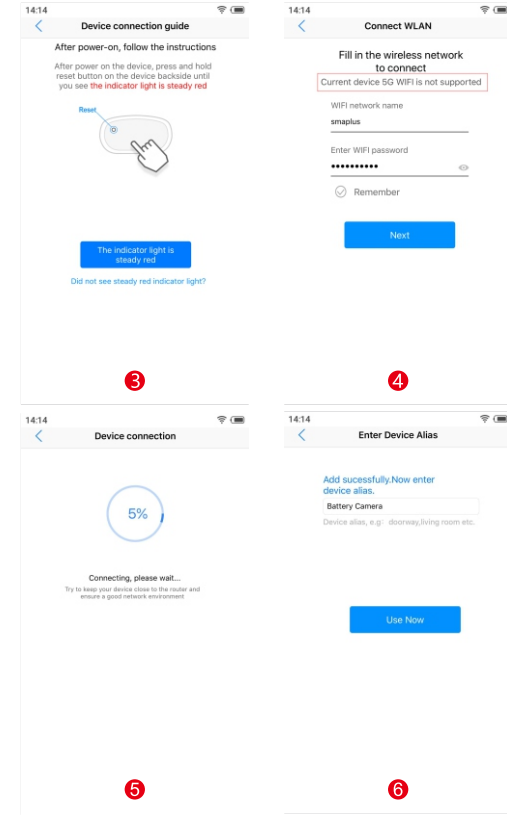 14:14
Device connection guide
After power-on, follow the instructions
After power on the device, press and hold
reset button on the device backside until
you see the indicator light is steady red
Reset
The indicator light is
steady red
Did not see steady red indicator light?
3
14:14
Connect WLAN
Fill in the wireless network
to connect
Current device 5G WIFI is not supported
WIFI network name
smaplus
Enter WIFI password
••••••••••
Remember
Next
4
14:14
Device connection
5%
Connecting, please wait...
Try to keep your device close to the router and
ensure a good network environment
5
14:14
Enter Device Alias
Add sucessfully.Now enter
device alias.
Battery Camera
Device alias, e.g: doorway,living room etc.
Use Now
6